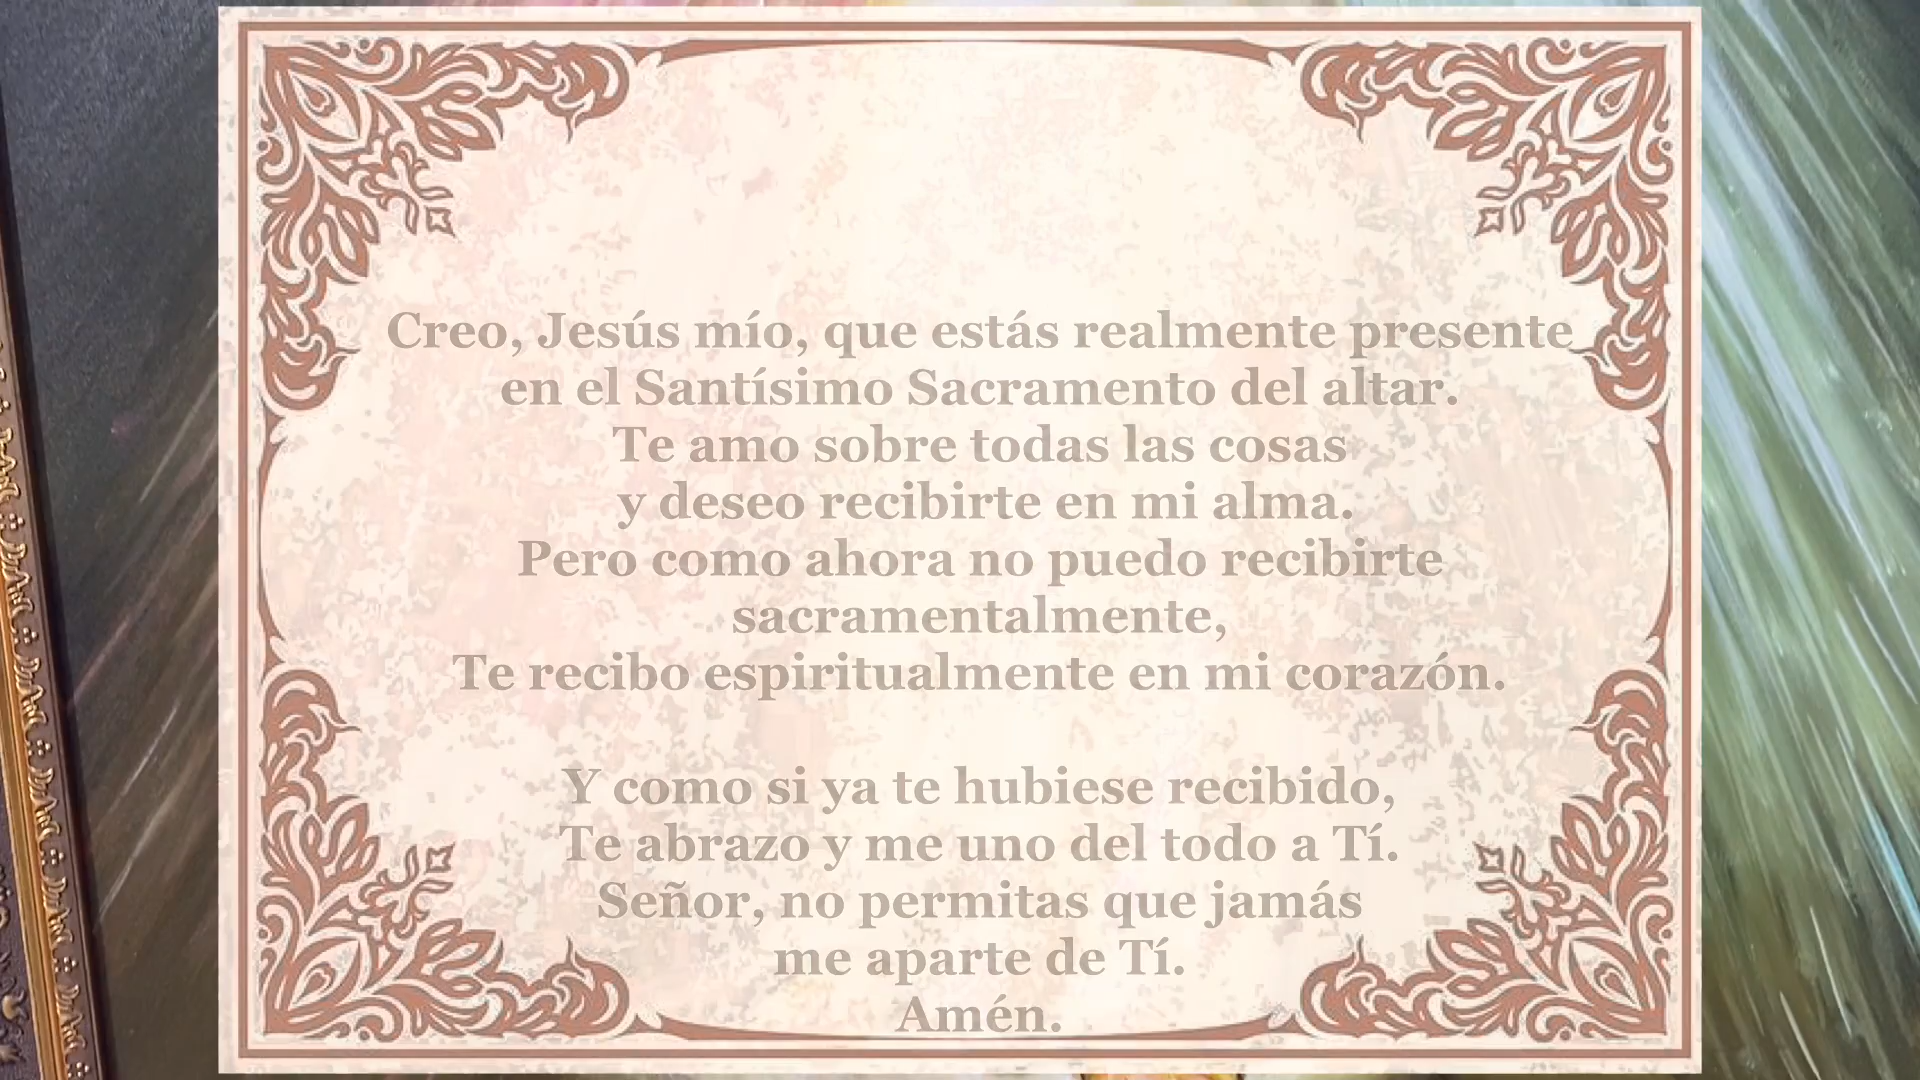 Creo, Jesús mío, que estás realmente presente
en el Santísimo Sacramento del altar.
Te amo sobre todas las cosas
y deseo recibirte en mi alma.
Pero como ahora no puedo recibirte
sacramentalmente,
Te recibo espiritualmente en mi corazón.
Y como si ya te hubiese recibido,
Te abrazo y me uno del todo a Tí.
Señor, no permitas que jamás
me aparte de Tí.
Amén.